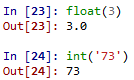 In [23]: float(3)
Out[23]: 3.0
In [24]: int('73')
Out[24]: 73